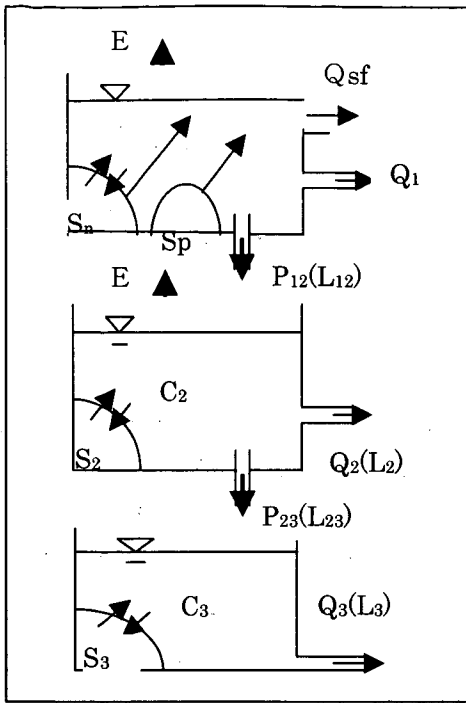 E
Qsf
Q1
Sn
Sp
P12(L12)
E
C2
S2
Q2(L2)
P23(L23)
C3
Q3(L3)
S3